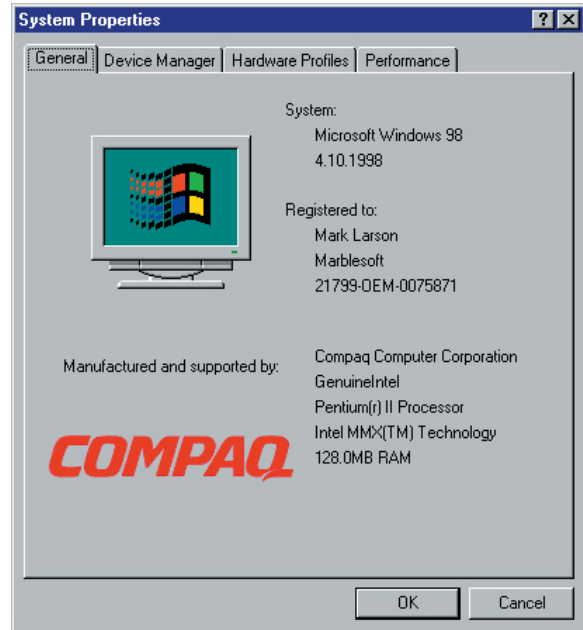 System Properties
General Device Manager Hardware Profiles Performance
System:
Microsoft Windows 98
4.10.1998
Registered to:
Mark Larson
Marblesoft
21799-OEM-0075871
Manufactured and supported by:
Compaq Computer Corporation
GenuineIntel
Pentium(r) II Processor
Intel MMX(TM) Technology
128.0MB RAM
COMPAQ
OK Cancel